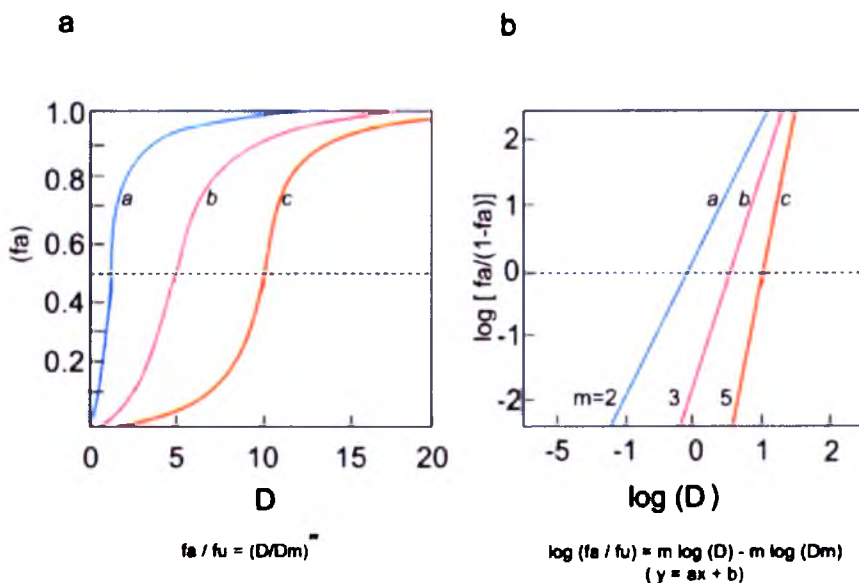 a
b
1.0
0.8
0.6
0.4
0.2
(fa)
a
b
c
0
5
10
15
20
D
fa / fu = (D/Dm)^m
2
1
0
-1
-2
log [ fa/(1-fa)]
a
b
c
m=2
3
5
-5
-1
0
1
2
log (D )
log (fa / fu) = m log (D) - m log (Dm)
( y = ax + b)